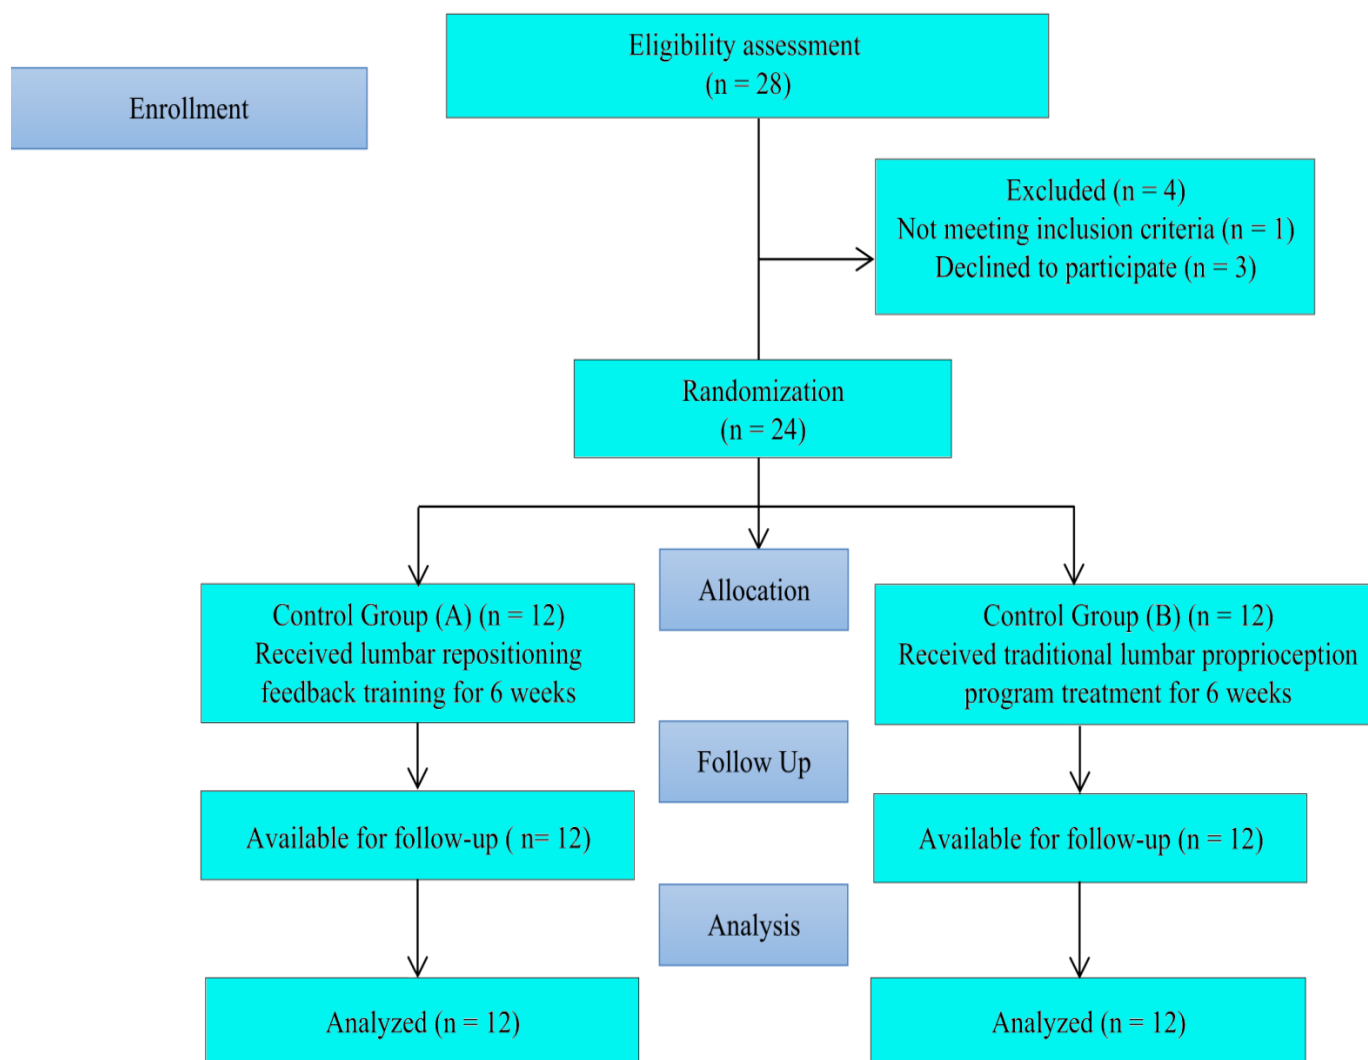 Eligibility assessment
(n = 28)
Enrollment
Excluded (n = 4)
Not meeting inclusion criteria (n = 1)
Declined to participate (n = 3)
Randomization
(n = 24)
Allocation
Control Group (A) (n = 12)
Received lumbar repositioning
feedback training for 6 weeks
Control Group (B) (n = 12)
Received traditional lumbar proprioception
program treatment for 6 weeks
Follow Up
Available for follow-up ( n= 12)
Available for follow-up (n = 12)
Analysis
Analyzed (n = 12)
Analyzed (n = 12)